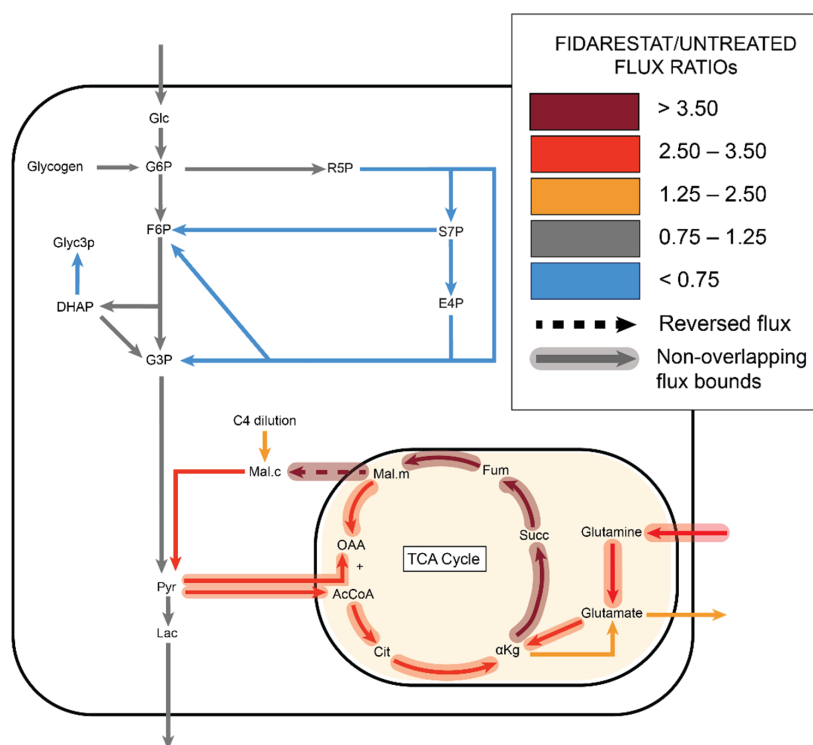 FIDARESTAT/UNTREATED
FLUX RATIOs
> 3.50
2.50 – 3.50
1.25 – 2.50
0.75 – 1.25
< 0.75
Reversed flux
Non-overlapping
flux bounds
Glc
Glycogen
G6P
R5P
Glyc3p
F6P
S7P
DHAP
E4P
G3P
C4 dilution
Mal.c
Mal.m
Fum
OAA
+
AcCoA
TCA Cycle
Succ
Glutamine
Pyr
Glutamate
Lac
Cit
αKg